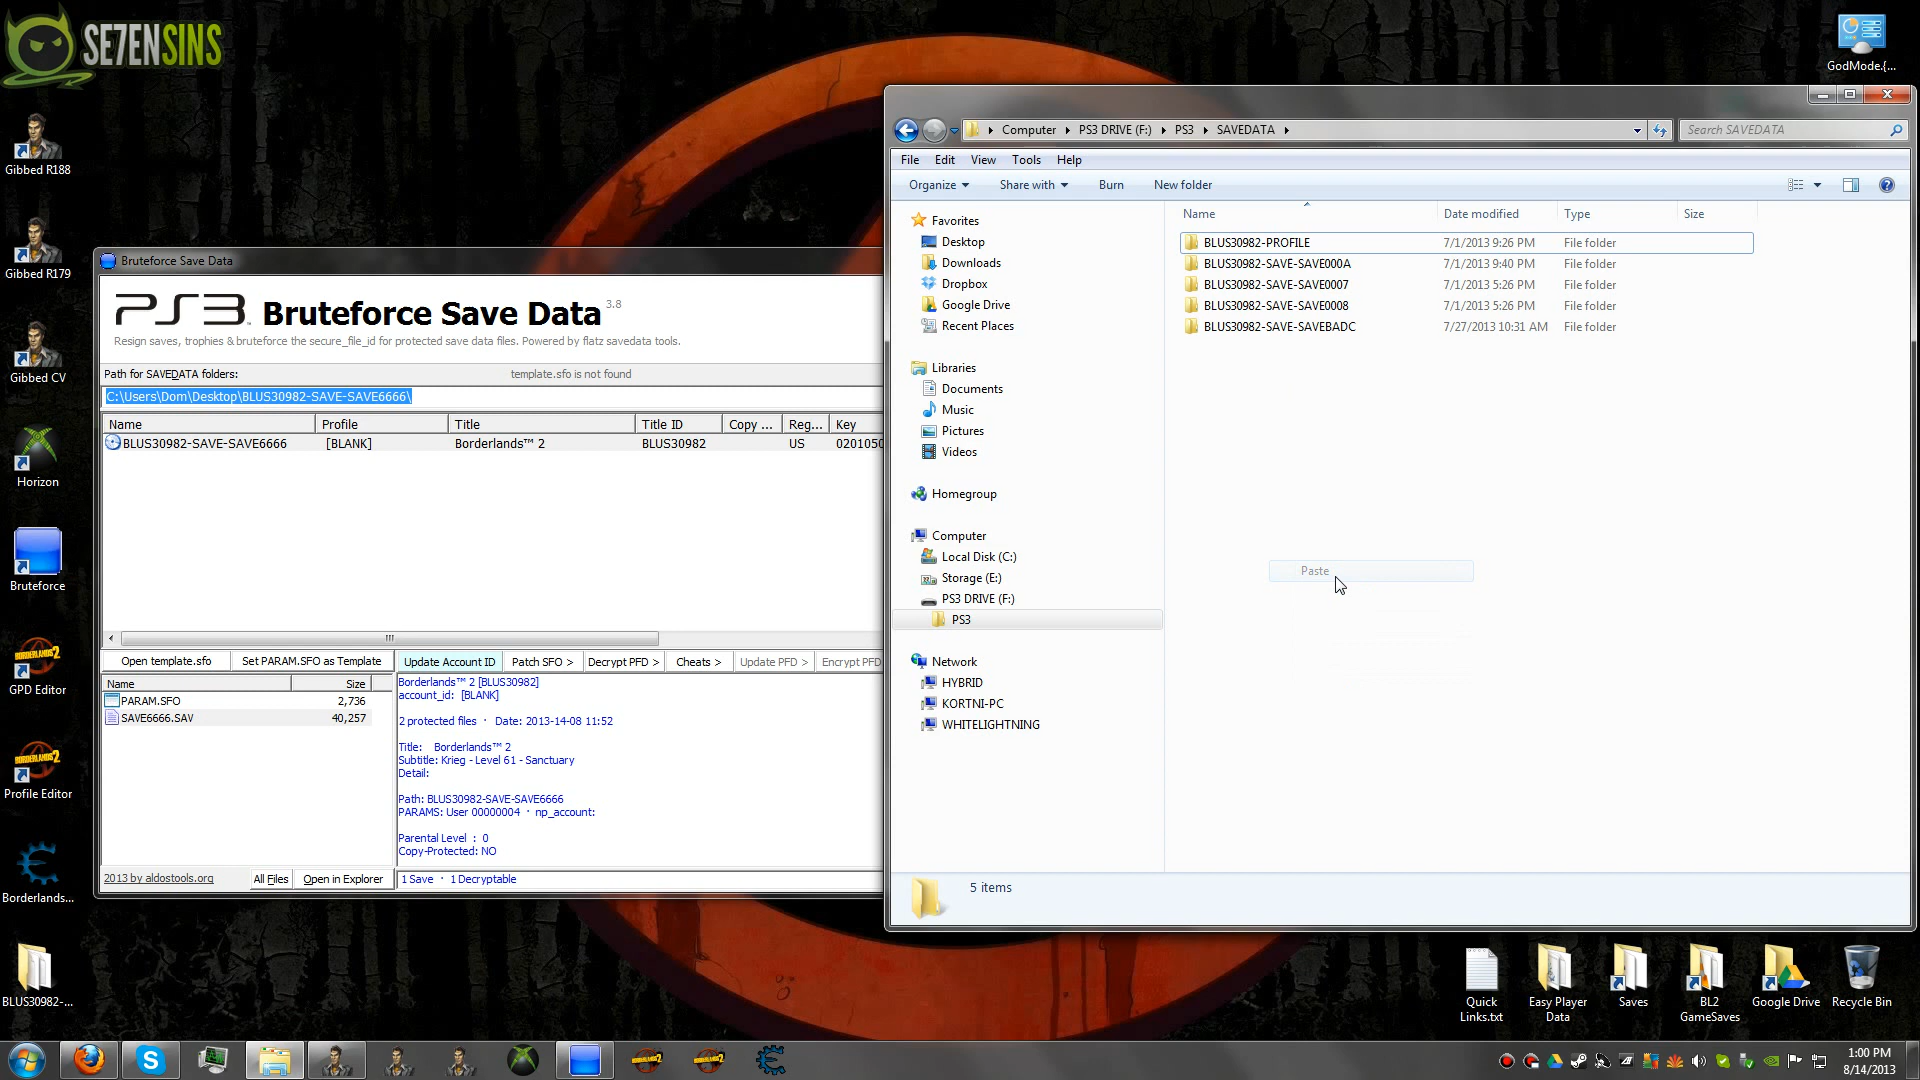 SE7ENSINS
GodMode.{...
Gibbed R188
Gibbed R179
Gibbed CV
Horizon
Bruteforce
GPD Editor
Profile Editor
Borderlands...
BLUS30982-...
Bruteforce Save Data
PS3 Bruteforce Save Data 3.8
Resign saves, trophies & bruteforce the secure_file_id for protected save data files. Powered by flatz savedata tools.
Path for SAVEDATA folders: template.sfo is not found
C:\Users\Dom\Desktop\BLUS30982-SAVE-SAVE6666\
Name Profile Title Title ID Copy ... Reg... Key
BLUS30982-SAVE-SAVE6666 [BLANK] Borderlands™ 2 BLUS30982 US 0201050
Open template.sfo Set PARAM.SFO as Template Update Account ID Patch SFO > Decrypt PFD > Cheats > Update PFD > Encrypt PFD
Name Size
PARAM.SFO 2,736
SAVE6666.SAV 40,257
Borderlands™ 2 [BLUS30982]
account_id: [BLANK]
2 protected files · Date: 2013-14-08 11:52
Title: Borderlands™ 2
Subtitle: Krieg - Level 61 - Sanctuary
Detail:
Path: BLUS30982-SAVE-SAVE6666
PARAMS: User 00000004 · np_account:
Parental Level : 0
Copy-Protected: NO
2013 by aldostools.org All Files Open in Explorer 1 Save · 1 Decryptable
Computer PS3 DRIVE (F:) PS3 SAVEDATA Search SAVEDATA
File Edit View Tools Help
Organize Share with Burn New folder
Favorites
Desktop
Downloads
Dropbox
Google Drive
Recent Places
Libraries
Documents
Music
Pictures
Videos
Homegroup
Computer
Local Disk (C:)
Storage (E:)
PS3 DRIVE (F:)
PS3
Network
HYBRID
KORTNI-PC
WHITELIGHTNING
Name Date modified Type Size
BLUS30982-PROFILE 7/1/2013 9:26 PM File folder
BLUS30982-SAVE-SAVE000A 7/1/2013 9:40 PM File folder
BLUS30982-SAVE-SAVE0007 7/1/2013 5:26 PM File folder
BLUS30982-SAVE-SAVE0008 7/1/2013 5:26 PM File folder
BLUS30982-SAVE-SAVEBADC 7/27/2013 10:31 AM File folder
Paste
5 items
Quick Links.txt
Easy Player Data
Saves
BL2 GameSaves
Google Drive
Recycle Bin
1:00 PM
8/14/2013